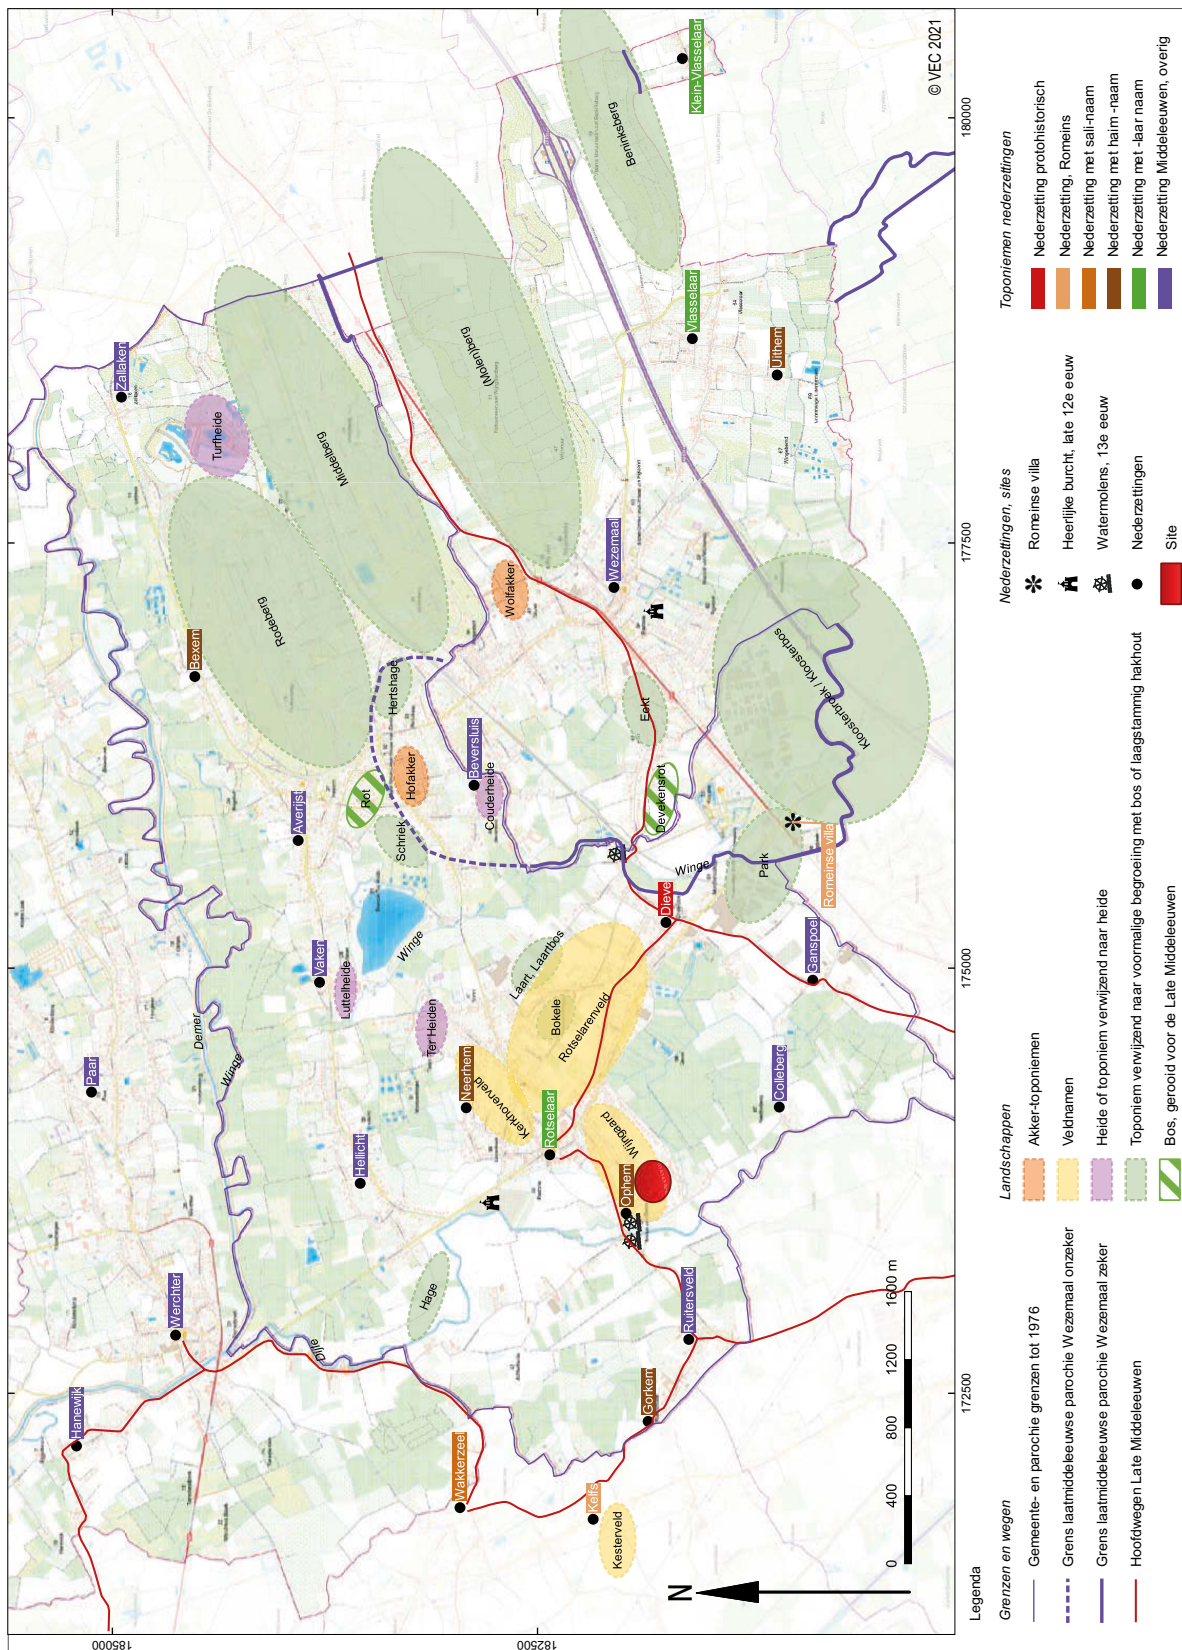 Hanewijk
Werchter
Paar
Zallaken
Demer
Winge
Turfheide
Bexem
Rodeberg
Middelberg
(Molen)berg
Beninksberg
Klein-Vlasselaar
Vlasselaar
Uithem
Averijst
Rot
Hertshage
Schriek
Hofakker
Wolfakker
Beversluis
Couderheide
Wezemaal
Eekt
Devekensrot
Kloosterbroek / Kloosterbos
Romeinse villa
Park
Winge
Dieve
Ganspoel
Vaken
Luttelheide
Winge
Ter Heiden
Laart, Laartbos
Bokele
Rotselarenveld
Hellicht
Neerhem
Kerkhovenveld
Rotselaar
Wijngaard
Ophem
Colleberg
Hage
Dijle
Wakkerzeel
Kelfs
Kesterveld
Gorkem
Ruitersveld
© VEC 2021
185000
182500
172500
175000
177500
180000
N
0 400 800 1200 1600 m
Legenda
Grenzen en wegen
Gemeente- en parochie grenzen tot 1976
Grens laatmiddeleeuwse parochie Wezemaal onzeker
Grens laatmiddeleeuwse parochie Wezemaal zeker
Hoofdwegen Late Middeleeuwen
Landschappen
Akker-toponiemen
Veldnamen
Heide of toponiem verwijzend naar heide
Toponiem verwijzend naar voormalige begroeiing met bos of laagstammig hakhout
Bos, gerooid voor de Late Middeleeuwen
Nederzettingen, sites
Romeinse villa
Heerlijke burcht, late 12e eeuw
Watermolens, 13e eeuw
Nederzettingen
Site
Toponiemen nederzettingen
Nederzetting protohistorisch
Nederzetting, Romeins
Nederzetting met sali-naam
Nederzetting met haim -naam
Nederzetting met -laar naam
Nederzetting Middeleeuwen, overig